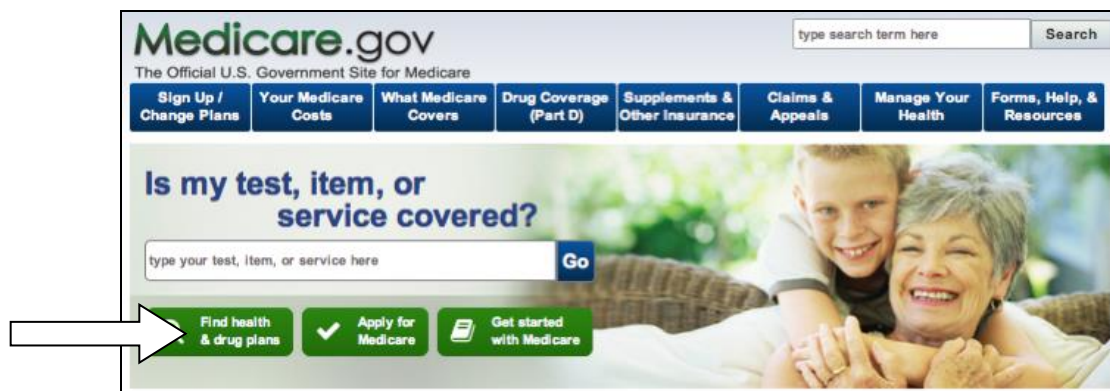 Medicare.gov
type search term here
Search
The Official U.S. Government Site for Medicare
Sign Up /
Change Plans
Your Medicare
Costs
What Medicare
Covers
Drug Coverage
(Part D)
Supplements &
Other Insurance
Claims &
Appeals
Manage Your
Health
Forms, Help, &
Resources
Is my test, item, or
service covered?
type your test, item, or service here
Go
Find health
& drug plans
Apply for
Medicare
Get started
with Medicare